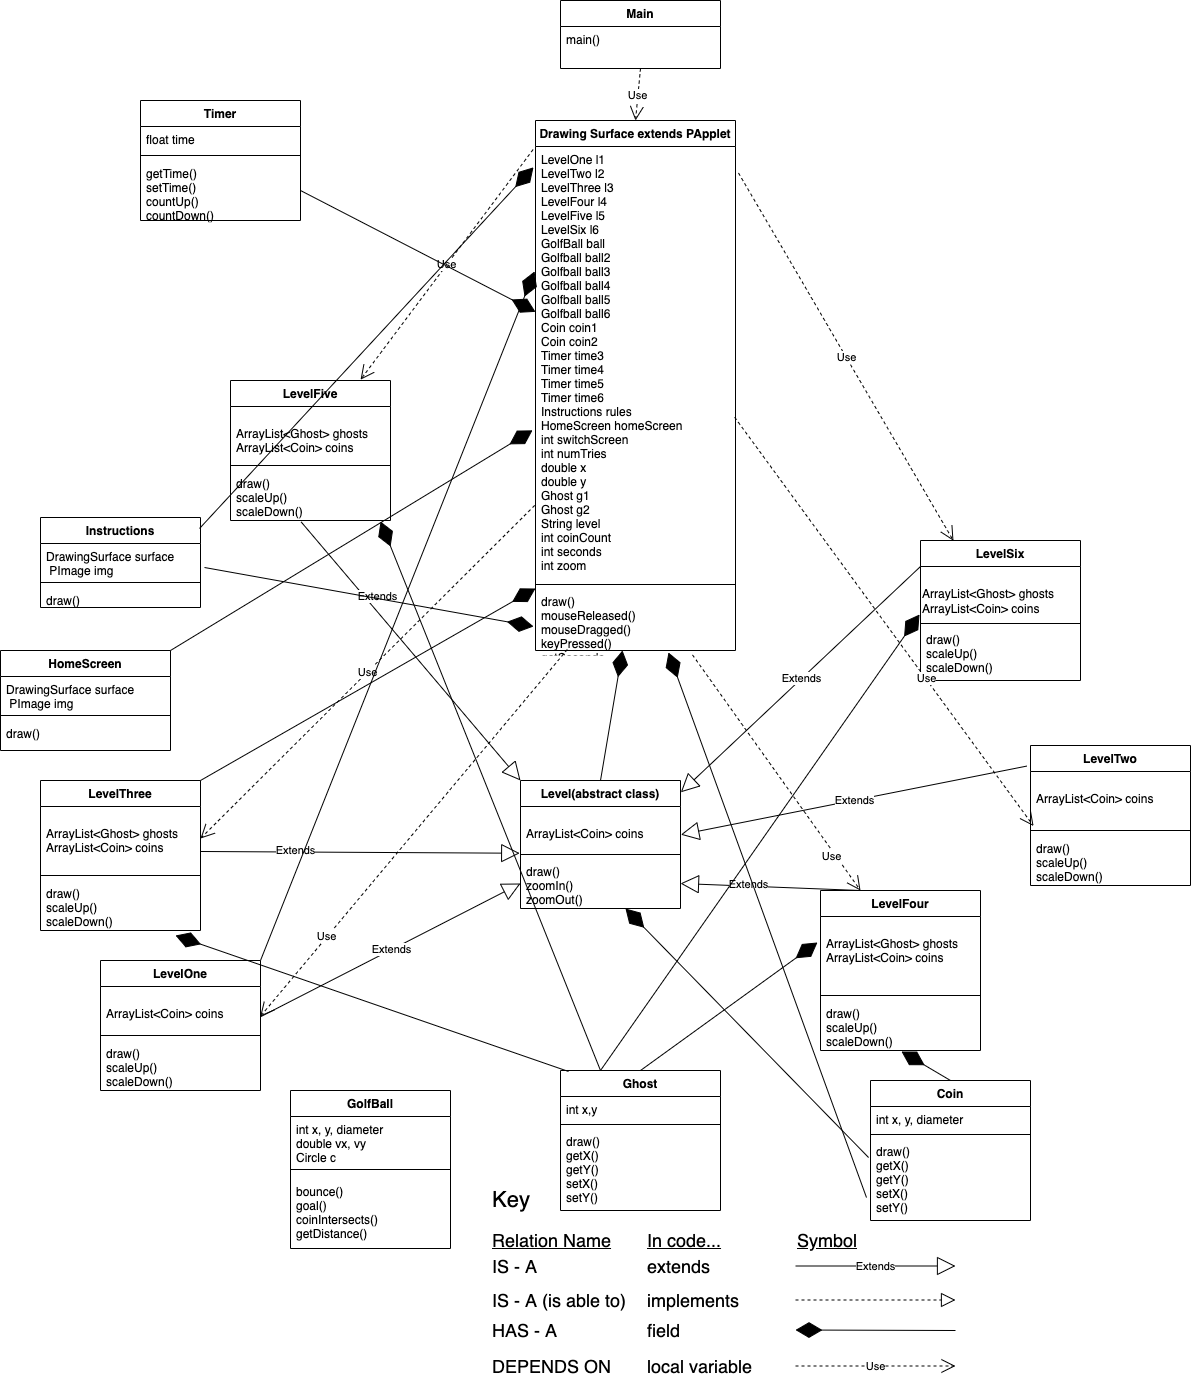 Main
main()
Use
Timer
float time
getTime()
setTime()
countUp()
countDown()
Drawing Surface extends PApplet
LevelOne l1
LevelTwo l2
LevelThree l3
LevelFour l4
LevelFive l5
LevelSix l6
GolfBall ball
Golfball ball2
Golfball ball3
Golfball ball4
Golfball ball5
Golfball ball6
Coin coin1
Coin coin2
Timer time3
Timer time4
Timer time5
Timer time6
Instructions rules
HomeScreen homeScreen
int switchScreen
int numTries
double x
double y
Ghost g1
Ghost g2
String level
int coinCount
int seconds
int zoom
draw()
mouseReleased()
mouseDragged()
keyPressed()
Use
Use
LevelFive
ArrayList<Ghost> ghosts
ArrayList<Coin> coins
draw()
scaleUp()
scaleDown()
Instructions
DrawingSurface surface
PImage img
draw()
Extends
LevelSix
ArrayList<Ghost> ghosts
ArrayList<Coin> coins
draw()
scaleUp()
scaleDown()
HomeScreen
DrawingSurface surface
PImage img
draw()
Use
Extends
Use
LevelTwo
ArrayList<Coin> coins
draw()
scaleUp()
scaleDown()
LevelThree
ArrayList<Ghost> ghosts
ArrayList<Coin> coins
draw()
scaleUp()
scaleDown()
Extends
Level(abstract class)
ArrayList<Coin> coins
draw()
zoomIn()
zoomOut()
Extends
Use
Extends
LevelFour
ArrayList<Ghost> ghosts
ArrayList<Coin> coins
draw()
scaleUp()
scaleDown()
Use
Extends
LevelOne
ArrayList<Coin> coins
draw()
scaleUp()
scaleDown()
GolfBall
int x, y, diameter
double vx, vy
Circle c
bounce()
goal()
coinIntersects()
getDistance()
Ghost
int x,y
draw()
getX()
getY()
setX()
setY()
Coin
int x, y, diameter
draw()
getX()
getY()
setX()
setY()
Key
Relation Name In code... Symbol
IS - A extends Extends
IS - A (is able to) implements
HAS - A field
DEPENDS ON local variable Use